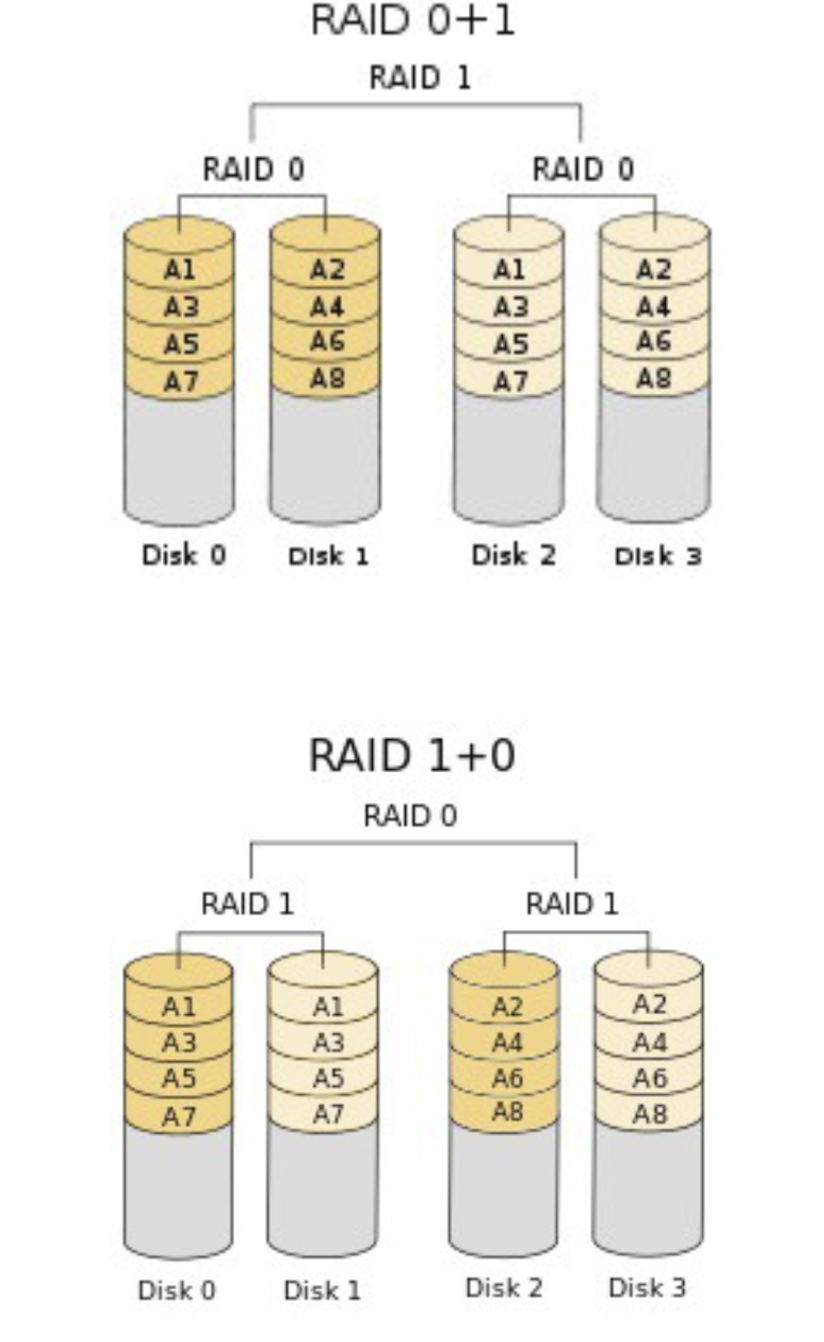 RAID 0+1
RAID 1
RAID 0 RAID 0
A1 A2 A1 A2
A3 A4 A3 A4
A5 A6 A5 A6
A7 A8 A7 A8
Disk 0 DIsk 1 Disk 2 DIsk 3
RAID 1+0
RAID 0
RAID 1 RAID 1
A1 A1 A2 A2
A3 A3 A4 A4
A5 A5 A6 A6
A7 A7 A8 A8
Disk 0 Disk 1 Disk 2 Disk 3